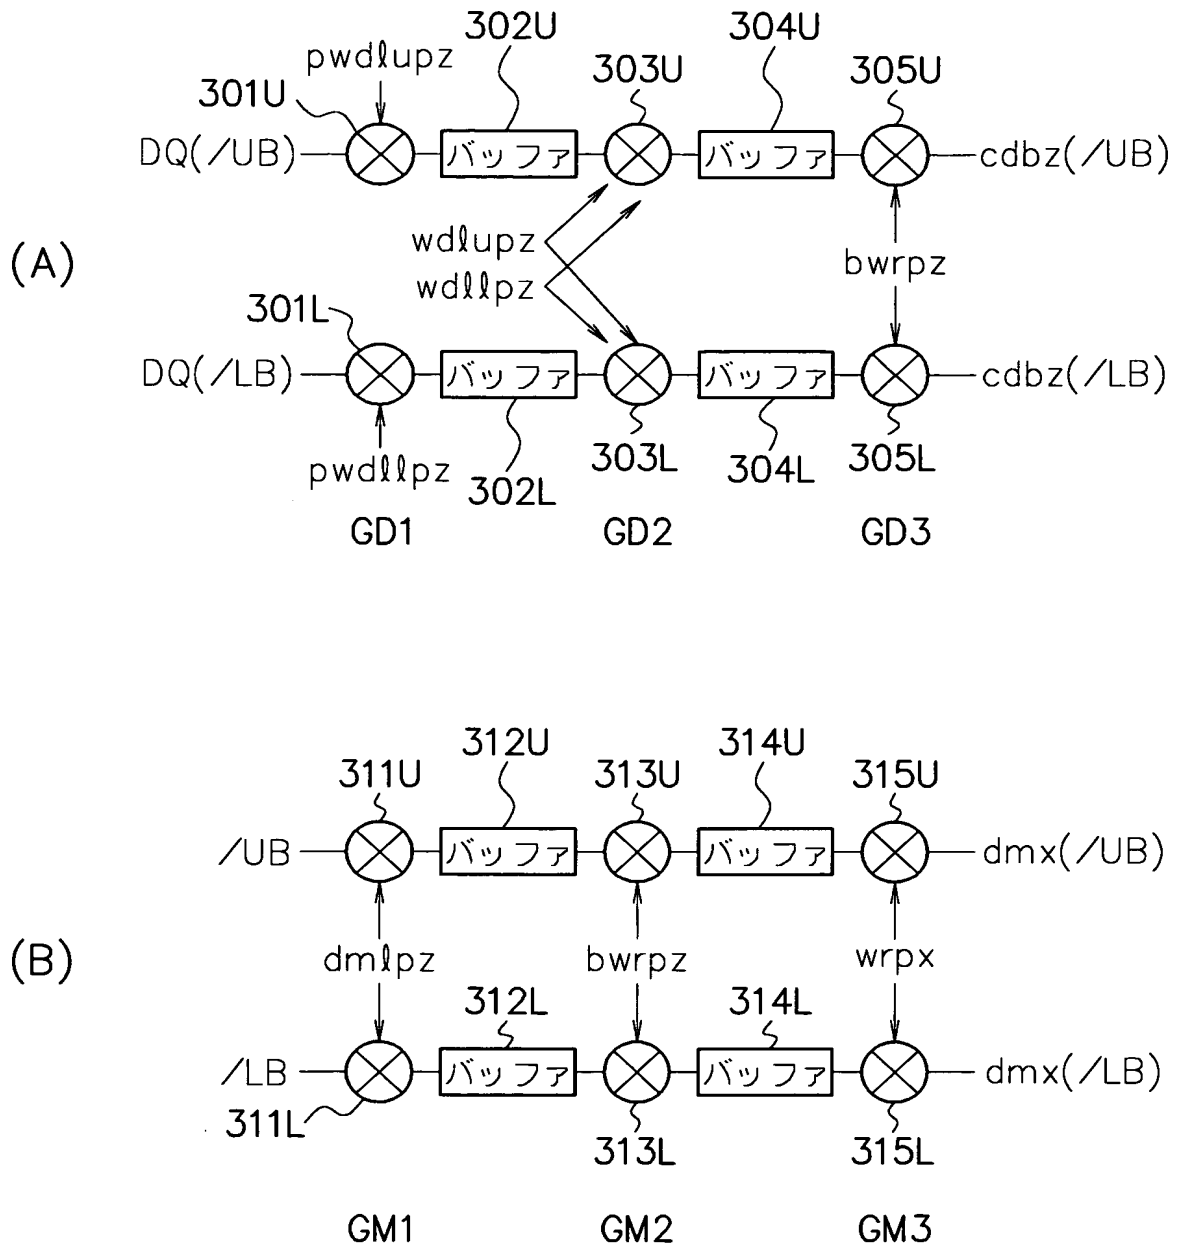 302U
304U
pwdℓupz
303U
305U
301U
DQ(/UB)
バッファ
バッファ
cdbz(/UB)
(A)
wdℓupz
wdℓℓpz
bwrpz
301L
DQ(/LB)
バッファ
バッファ
cdbz(/LB)
pwdℓℓpz
302L
303L
304L
305L
GD1
GD2
GD3
312U
314U
311U
313U
315U
/UB
バッファ
バッファ
dmx(/UB)
(B)
dmℓpz
bwrpz
wrpx
312L
314L
/LB
バッファ
バッファ
dmx(/LB)
311L
313L
315L
GM1
GM2
GM3